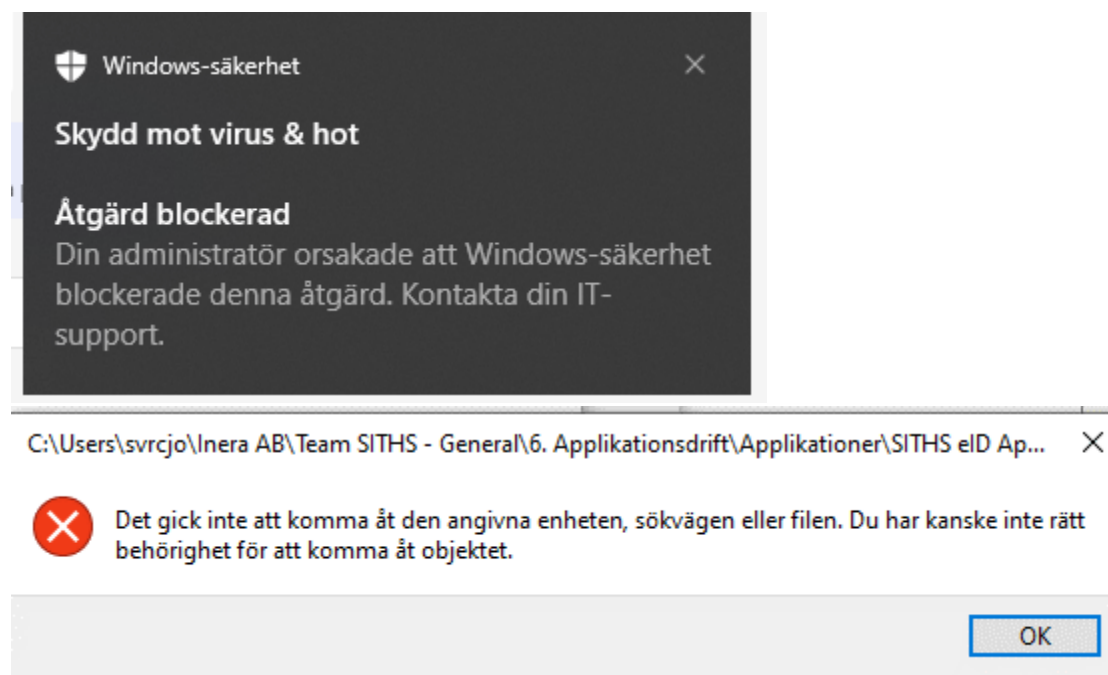 Windows-säkerhet
Skydd mot virus & hot
Åtgärd blockerad
Din administratör orsakade att Windows-säkerhet
blockerade denna åtgärd. Kontakta din IT-
support.
C:\Users\svrcjo\Inera AB\Team SITHS - General\6. Applikationsdrift\Applikationer\SITHS eID Ap...
Det gick inte att komma åt den angivna enheten, sökvägen eller filen. Du har kanske inte rätt
behörighet för att komma åt objektet.
OK